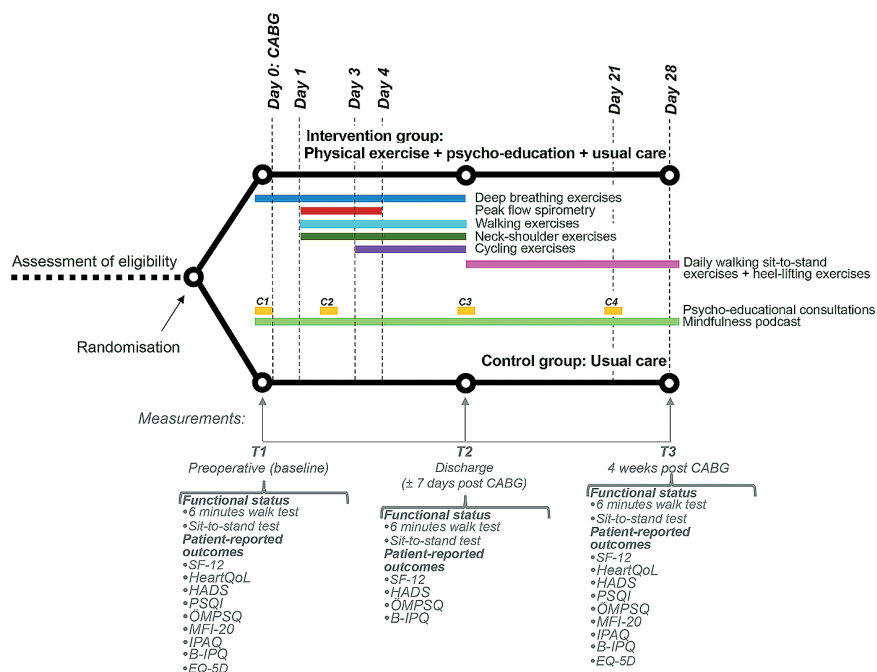 Day 0: CABG
Day 1
Day 3
Day 4
Day 21
Day 28
Intervention group:
Physical exercise + psycho-education + usual care
Deep breathing exercises
Peak flow spirometry
Walking exercises
Neck-shoulder exercises
Cycling exercises
Daily walking sit-to-stand
exercises + heel-lifting exercises
Assessment of eligibility
Randomisation
C1
C2
C3
C4
Psycho-educational consultations
Mindfulness podcast
Control group: Usual care
Measurements:
T1
Preoperative (baseline)
Functional status
•6 minutes walk test
•Sit-to-stand test
Patient-reported
outcomes
•SF-12
•HeartQoL
•HADS
•PSQI
•ÖMPSQ
•MFI-20
•IPAQ
•B-IPQ
•EQ-5D
T2
Discharge
(± 7 days post CABG)
Functional status
•6 minutes walk test
•Sit-to-stand test
Patient-reported
outcomes
•SF-12
•HADS
•ÖMPSQ
•B-IPQ
T3
4 weeks post CABG
Functional status
•6 minutes walk test
•Sit-to-stand test
Patient-reported
outcomes
•SF-12
•HeartQoL
•HADS
•PSQI
•ÖMPSQ
•MFI-20
•IPAQ
•B-IPQ
•EQ-5D